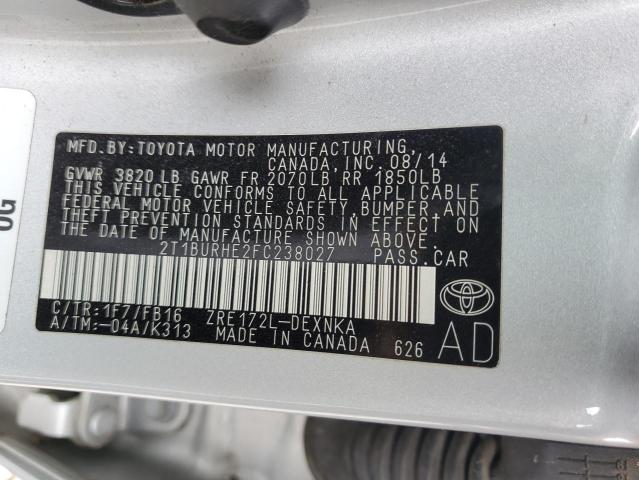 MFD. BY: TOYOTA MOTOR MANUFACTURING,
CANADA, INC. 08/14
GVWR 3820 LB GAWR FR 2070LB RR 1850LB
THIS VEHICLE CONFORMS TO ALL APPLICABLE
FEDERAL MOTOR VEHICLE SAFETY, BUMPER, AND
THEFT PREVENTION STANDARDS IN EFFECT ON
THE DATE OF MANUFACTURE SHOWN ABOVE.
2T1BURHE2FC238027 PASS.CAR
C/TR: 1F7/FB16 ZRE172L-DEXNKA
A/TM:-04A/K313 MADE IN CANADA 626
AD
OG